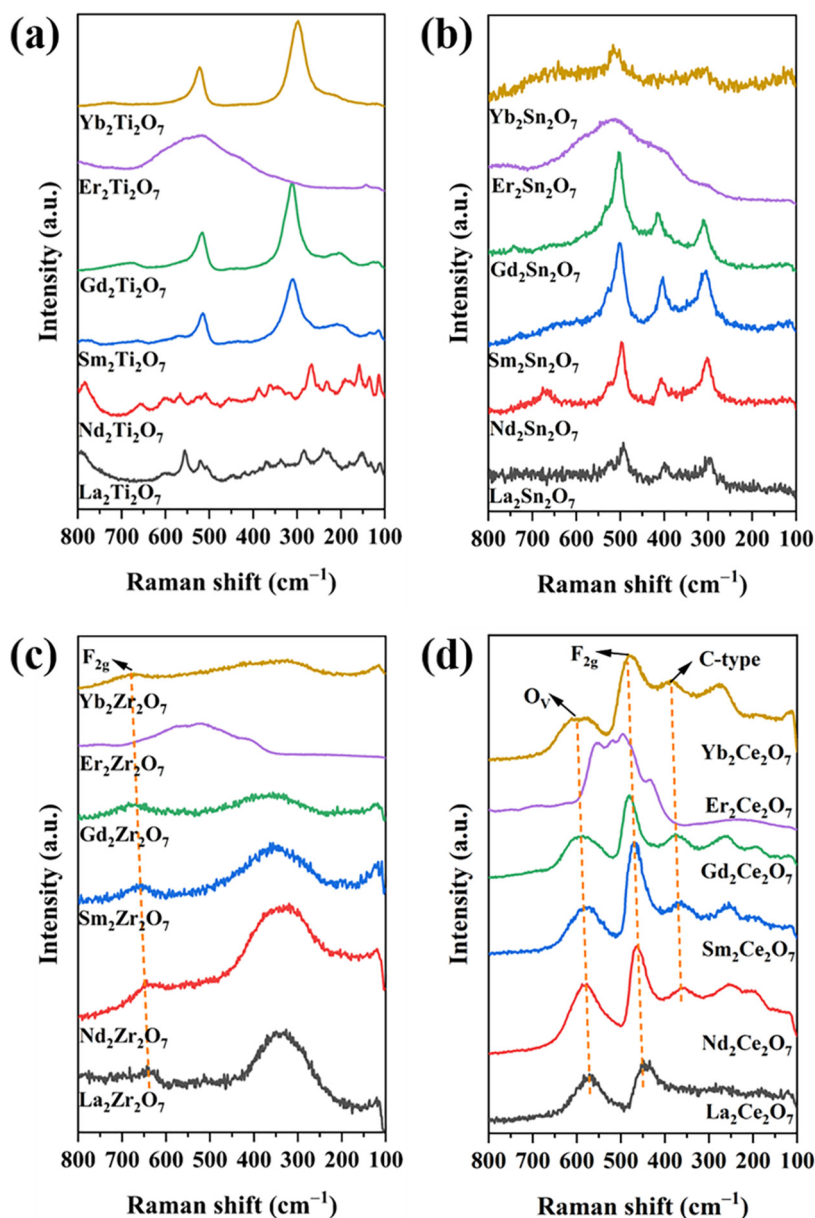 (a)
Yb₂Ti₂O₇
Er₂Ti₂O₇
Gd₂Ti₂O₇
Sm₂Ti₂O₇
Nd₂Ti₂O₇
La₂Ti₂O₇
Intensity (a.u.)
800 700 600 500 400 300 200 100
Raman shift (cm⁻¹)
(b)
Yb₂Sn₂O₇
Er₂Sn₂O₇
Gd₂Sn₂O₇
Sm₂Sn₂O₇
Nd₂Sn₂O₇
La₂Sn₂O₇
Intensity (a.u.)
800 700 600 500 400 300 200 100
Raman shift (cm⁻¹)
(c)
F₂g
Yb₂Zr₂O₇
Er₂Zr₂O₇
Gd₂Zr₂O₇
Sm₂Zr₂O₇
Nd₂Zr₂O₇
La₂Zr₂O₇
Intensity (a.u.)
800 700 600 500 400 300 200 100
Raman shift (cm⁻¹)
(d)
F₂g
C-type
Oᵥ
Yb₂Ce₂O₇
Er₂Ce₂O₇
Gd₂Ce₂O₇
Sm₂Ce₂O₇
Nd₂Ce₂O₇
La₂Ce₂O₇
Intensity (a.u.)
800 700 600 500 400 300 200 100
Raman shift (cm⁻¹)